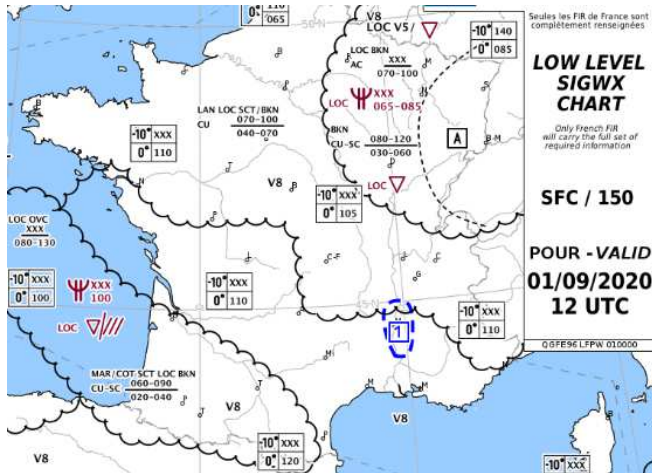 110
0° 065
50°N
V8
LOC V5 /
-10° 140
0° 085
LOC BKN XXX
AC 070-100
LOC XXX
065-085
LAN LOC SCT/BKN 070-100
CU 040-070
-10° XXX
0° 110
BKN 080-120
CU-SC 030-060
A
B-M
LOC
V8
-10° XXX
0° 105
LOC OVC
XXX
080-130
-10° XXX
0° 100
XXX
100
LOC
-10° XXX
0° 110
C-F
45°N
1
-10° XXX
0° 110
MAR/COT SCT LOC BKN
CU-SC 060-090
020-040
V8
V8
V8
-10° XXX
0° 120
-10° XXX
Seules les FIR de France sont
complètement renseignées
LOW LEVEL
SIGWX
CHART
Only French FIR
will carry the full set of
required information
SFC / 150
POUR - VALID
01/09/2020
12 UTC
QGFE96 LFPW 010000